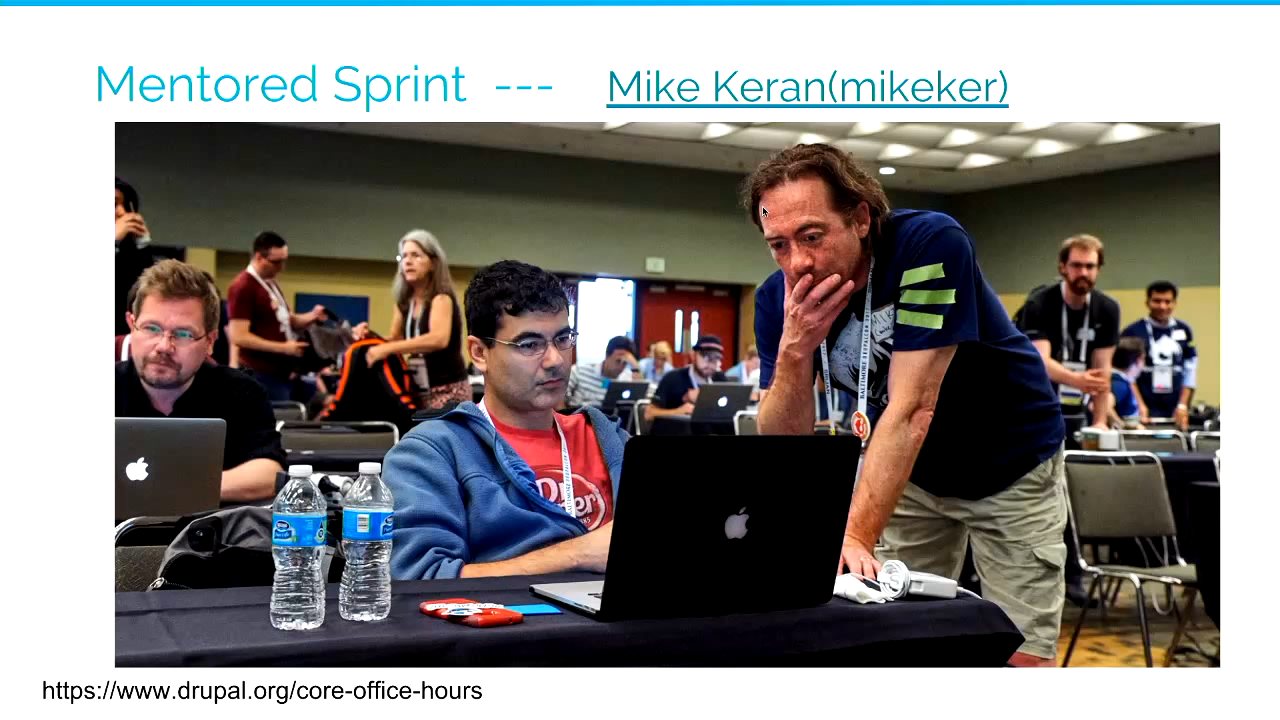 Mentored Sprint --- Mike Keran(mikeker)
https://www.drupal.org/core-office-hours